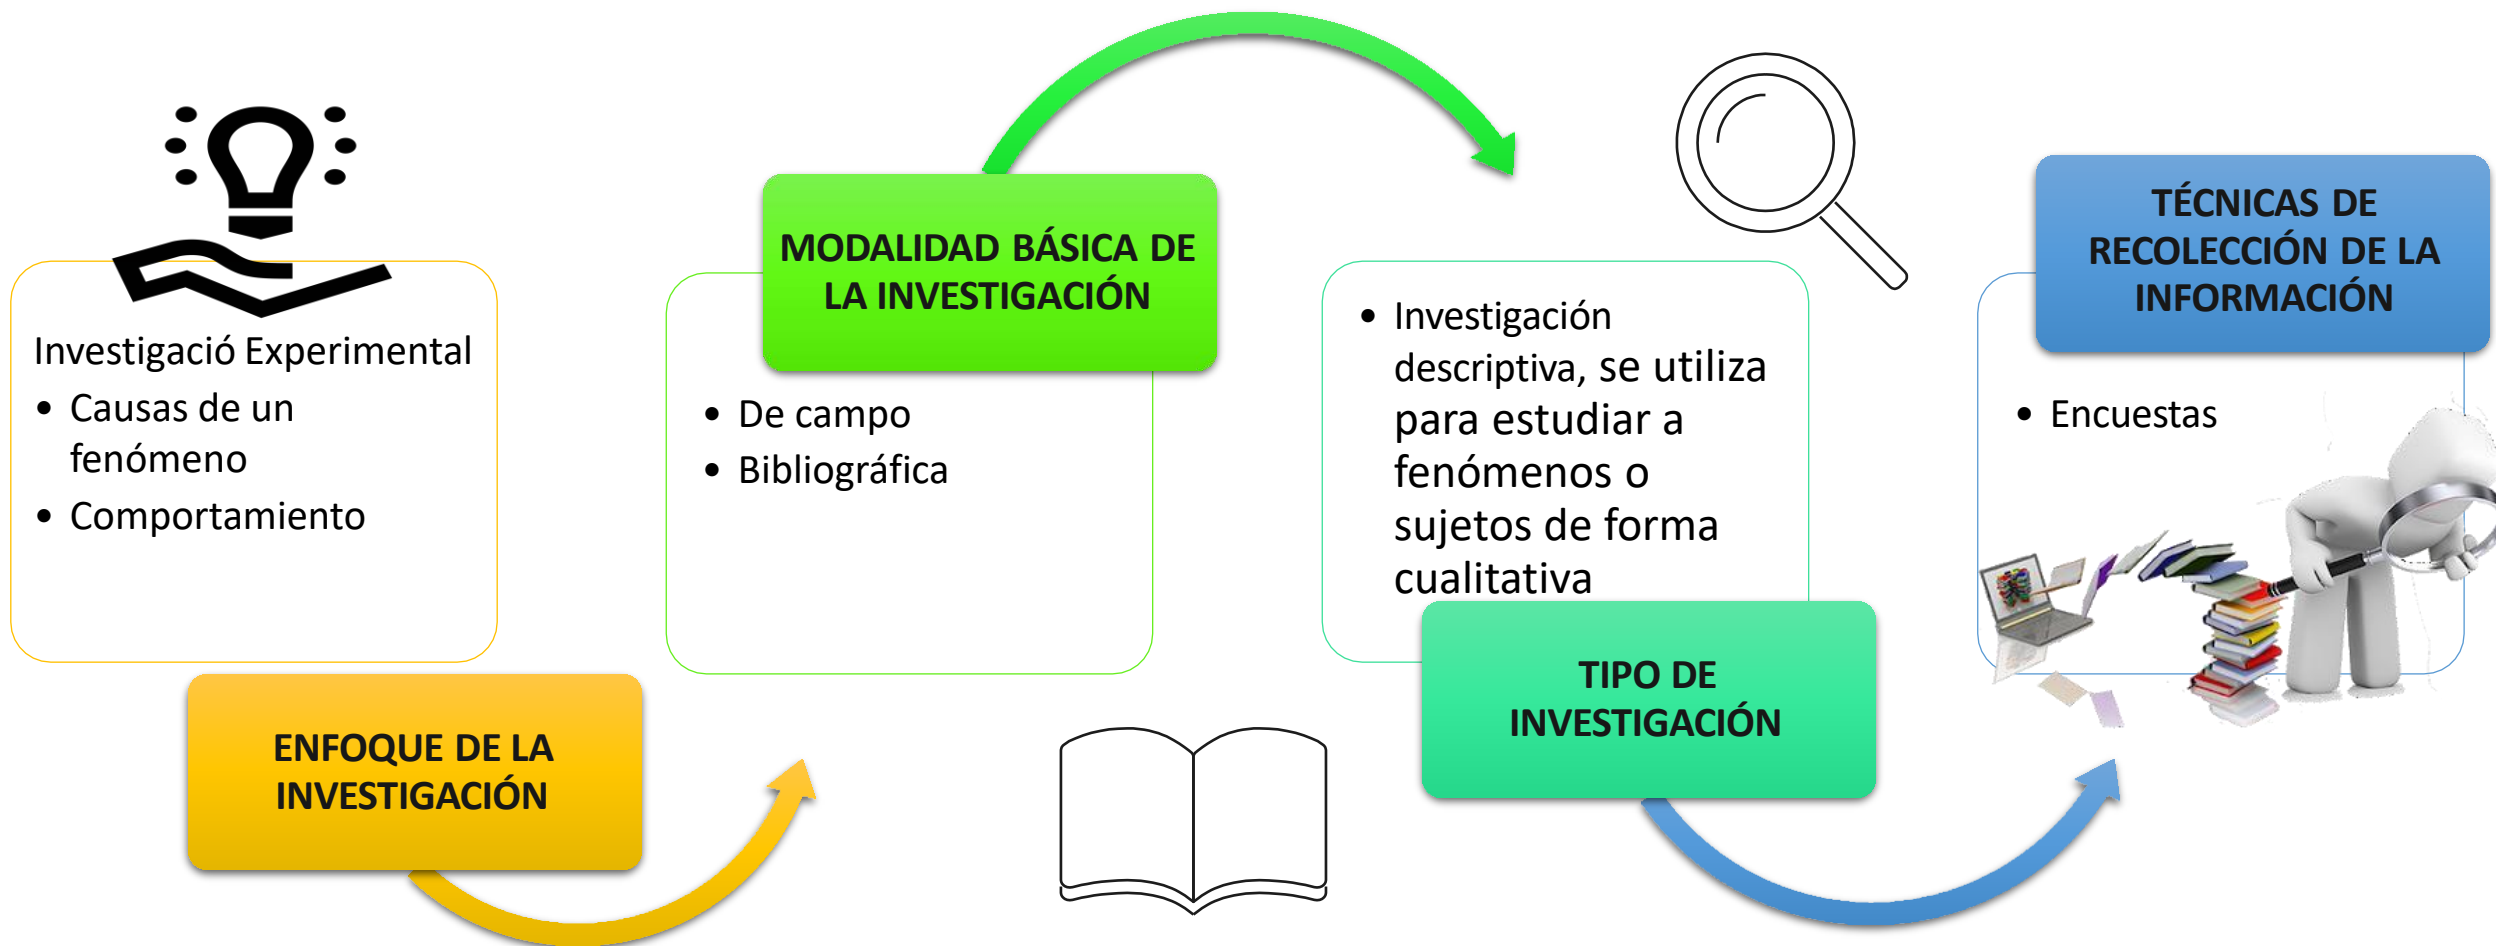 Investigació Experimental
• Causas de un
fenómeno
• Comportamiento
ENFOQUE DE LA
INVESTIGACIÓN
MODALIDAD BÁSICA DE
LA INVESTIGACIÓN
• De campo
• Bibliográfica
• Investigación
descriptiva, se utiliza
para estudiar a
fenómenos o
sujetos de forma
cualitativa
TIPO DE
INVESTIGACIÓN
TÉCNICAS DE
RECOLECCIÓN DE LA
INFORMACIÓN
• Encuestas